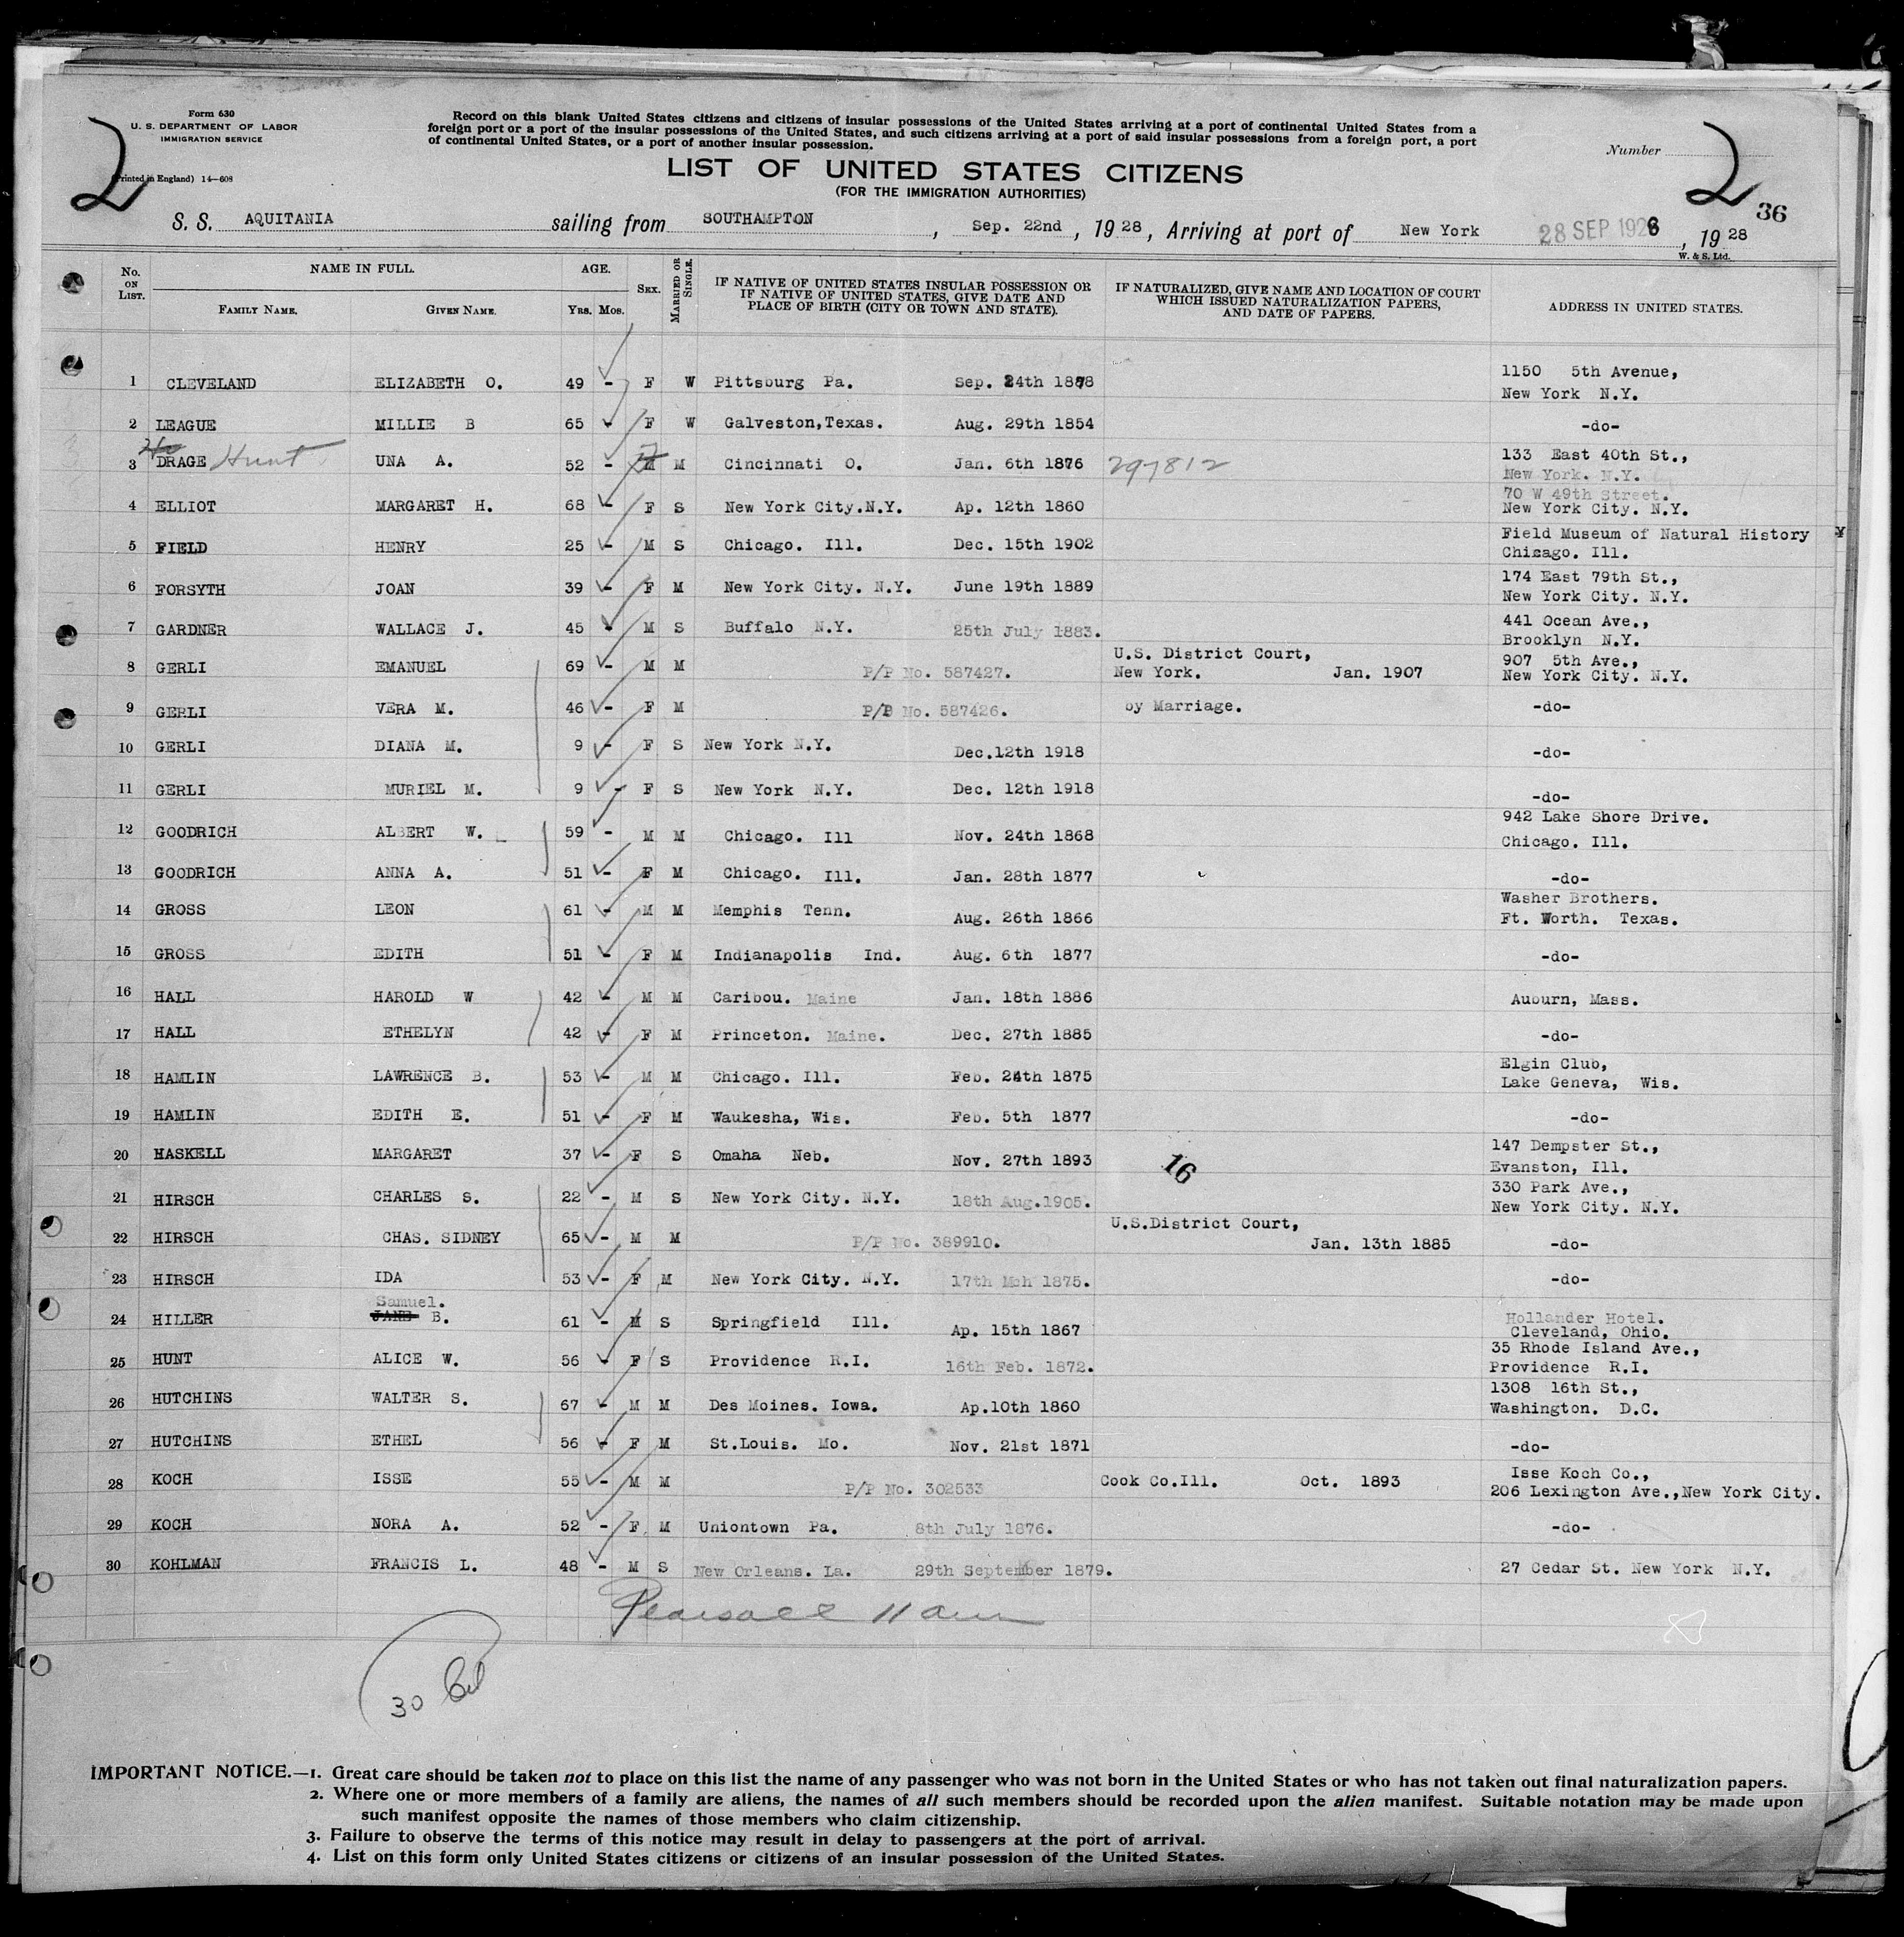 Form 630
U. S. DEPARTMENT OF LABOR
IMMIGRATION SERVICE
(Printed in England) 14—608
2
Record on this blank United States citizens and citizens of insular possessions of the United States arriving at a port of continental United States from a
foreign port or a port of the insular possessions of the United States, and such citizens arriving at a port of said insular possessions from a foreign port, a port
of continental United States, or a port of another insular possession.
LIST OF UNITED STATES CITIZENS
(FOR THE IMMIGRATION AUTHORITIES)
Number
2
36
S. S. AQUITANIA sailing from SOUTHAMPTON , Sep. 22nd , 19 28 , Arriving at port of New York 28 SEP 1928 , 19 28
W. & S. Ltd.
No. ON LIST. NAME IN FULL. FAMILY NAME. GIVEN NAME. AGE. YRS. MOS. SEX. MARRIED OR SINGLE. IF NATIVE OF UNITED STATES INSULAR POSSESSION OR IF NATIVE OF UNITED STATES, GIVE DATE AND PLACE OF BIRTH (CITY OR TOWN AND STATE). IF NATURALIZED, GIVE NAME AND LOCATION OF COURT WHICH ISSUED NATURALIZATION PAPERS, AND DATE OF PAPERS. ADDRESS IN UNITED STATES.
1 CLEVELAND ELIZABETH O. 49 - F W Pittsburg Pa. Sep. 24th 1878 1150 5th Avenue, New York N.Y.
2 LEAGUE MILLIE B 65 - F W Galveston,Texas. Aug. 29th 1854 -do-
3 DRAGE Hunt UNA A. 52 - M M Cincinnati O. Jan. 6th 1876 297812 133 East 40th St., New York. N.Y.
4 ELLIOT MARGARET H. 68 - F S New York City.N.Y. Ap. 12th 1860 70 W 49th Street. New York City. N.Y.
5 FIELD HENRY 25 - M S Chicago. Ill. Dec. 15th 1902 Field Museum of Natural History Chicago. Ill.
6 FORSYTH JOAN 39 - F M New York City. N.Y. June 19th 1889 174 East 79th St., New York City. N.Y.
7 GARDNER WALLACE J. 45 - M S Buffalo N.Y. 25th July 1883. 441 Ocean Ave., Brooklyn N.Y.
8 GERLI EMANUEL 69 - M M P/P No. 587427. U.S. District Court, New York. Jan. 1907 907 5th Ave., New York City. N.Y.
9 GERLI VERA M. 46 - F M P/P No. 587426. by Marriage. -do-
10 GERLI DIANA M. 9 - F S New York N.Y. Dec.12th 1918 -do-
11 GERLI MURIEL M. 9 - F S New York N.Y. Dec. 12th 1918 -do-
12 GOODRICH ALBERT W. 59 - M M Chicago. Ill Nov. 24th 1868 942 Lake Shore Drive. Chicago. Ill.
13 GOODRICH ANNA A. 51 - F M Chicago. Ill. Jan. 28th 1877 -do-
14 GROSS LEON 61 - M M Memphis Tenn. Aug. 26th 1866 Washer Brothers. Ft. Worth. Texas.
15 GROSS EDITH 51 - F M Indianapolis Ind. Aug. 6th 1877 -do-
16 HALL HAROLD W 42 - M M Caribou. Maine Jan. 18th 1886 Auburn, Mass.
17 HALL ETHELYN 42 - F M Princeton. Maine. Dec. 27th 1885 -do-
18 HAMLIN LAWRENCE B. 53 - M M Chicago. Ill. Feb. 24th 1875 Elgin Club, Lake Geneva, Wis.
19 HAMLIN EDITH E. 51 - F M Waukesha, Wis. Feb. 5th 1877 -do-
20 HASKELL MARGARET 37 - F S Omaha Neb. Nov. 27th 1893 16 147 Dempster St., Evanston, Ill.
21 HIRSCH CHARLES S. 22 - M S New York City. N.Y. 18th Aug.1905. 330 Park Ave., New York City. N.Y.
22 HIRSCH CHAS. SIDNEY 65 - M M P/P No. 389910. U.S.District Court, Jan. 13th 1885 -do-
23 HIRSCH IDA 53 - F M New York City. N.Y. 17th Mch 1875. -do-
24 HILLER Samuel. JANE B. 61 - M S Springfield Ill. Ap. 15th 1867 Hollander Hotel. Cleveland, Ohio.
25 HUNT ALICE W. 56 - F S Providence R.I. 16th Feb. 1872. 35 Rhode Island Ave., Providence R.I.
26 HUTCHINS WALTER S. 67 - M M Des Moines. Iowa. Ap.10th 1860 1308 16th St., Washington. D.C.
27 HUTCHINS ETHEL 56 - F M St.Louis. Mo. Nov. 21st 1871 -do-
28 KOCH ISSE 55 - M M P/P No. 302533 Cook Co.Ill. Oct. 1893 Isse Koch Co., 206 Lexington Ave.,New York City.
29 KOCH NORA A. 52 - F M Uniontown Pa. 8th July 1876. -do-
30 KOHLMAN FRANCIS L. 48 - M S New Orleans. La. 29th September 1879. 27 Cedar St. New York N.Y.
30
IMPORTANT NOTICE.—1. Great care should be taken not to place on this list the name of any passenger who was not born in the United States or who has not taken out final naturalization papers.
2. Where one or more members of a family are aliens, the names of all such members should be recorded upon the alien manifest. Suitable notation may be made upon
such manifest opposite the names of those members who claim citizenship.
3. Failure to observe the terms of this notice may result in delay to passengers at the port of arrival.
4. List on this form only United States citizens or citizens of an insular possession of the United States.